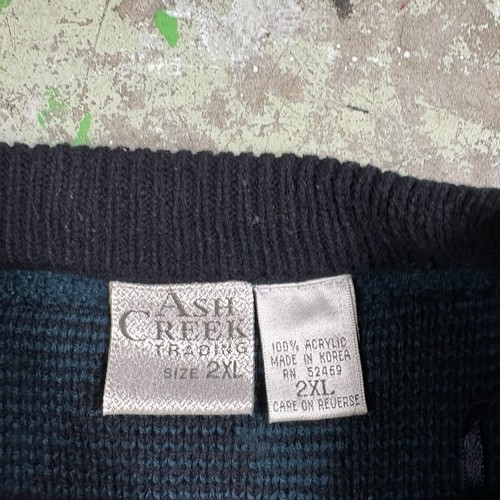 ASH
CREEK
TRADING
SIZE 2XL
100% ACRYLIC
MADE IN KOREA
RN 52469
2XL
CARE ON REVERSE